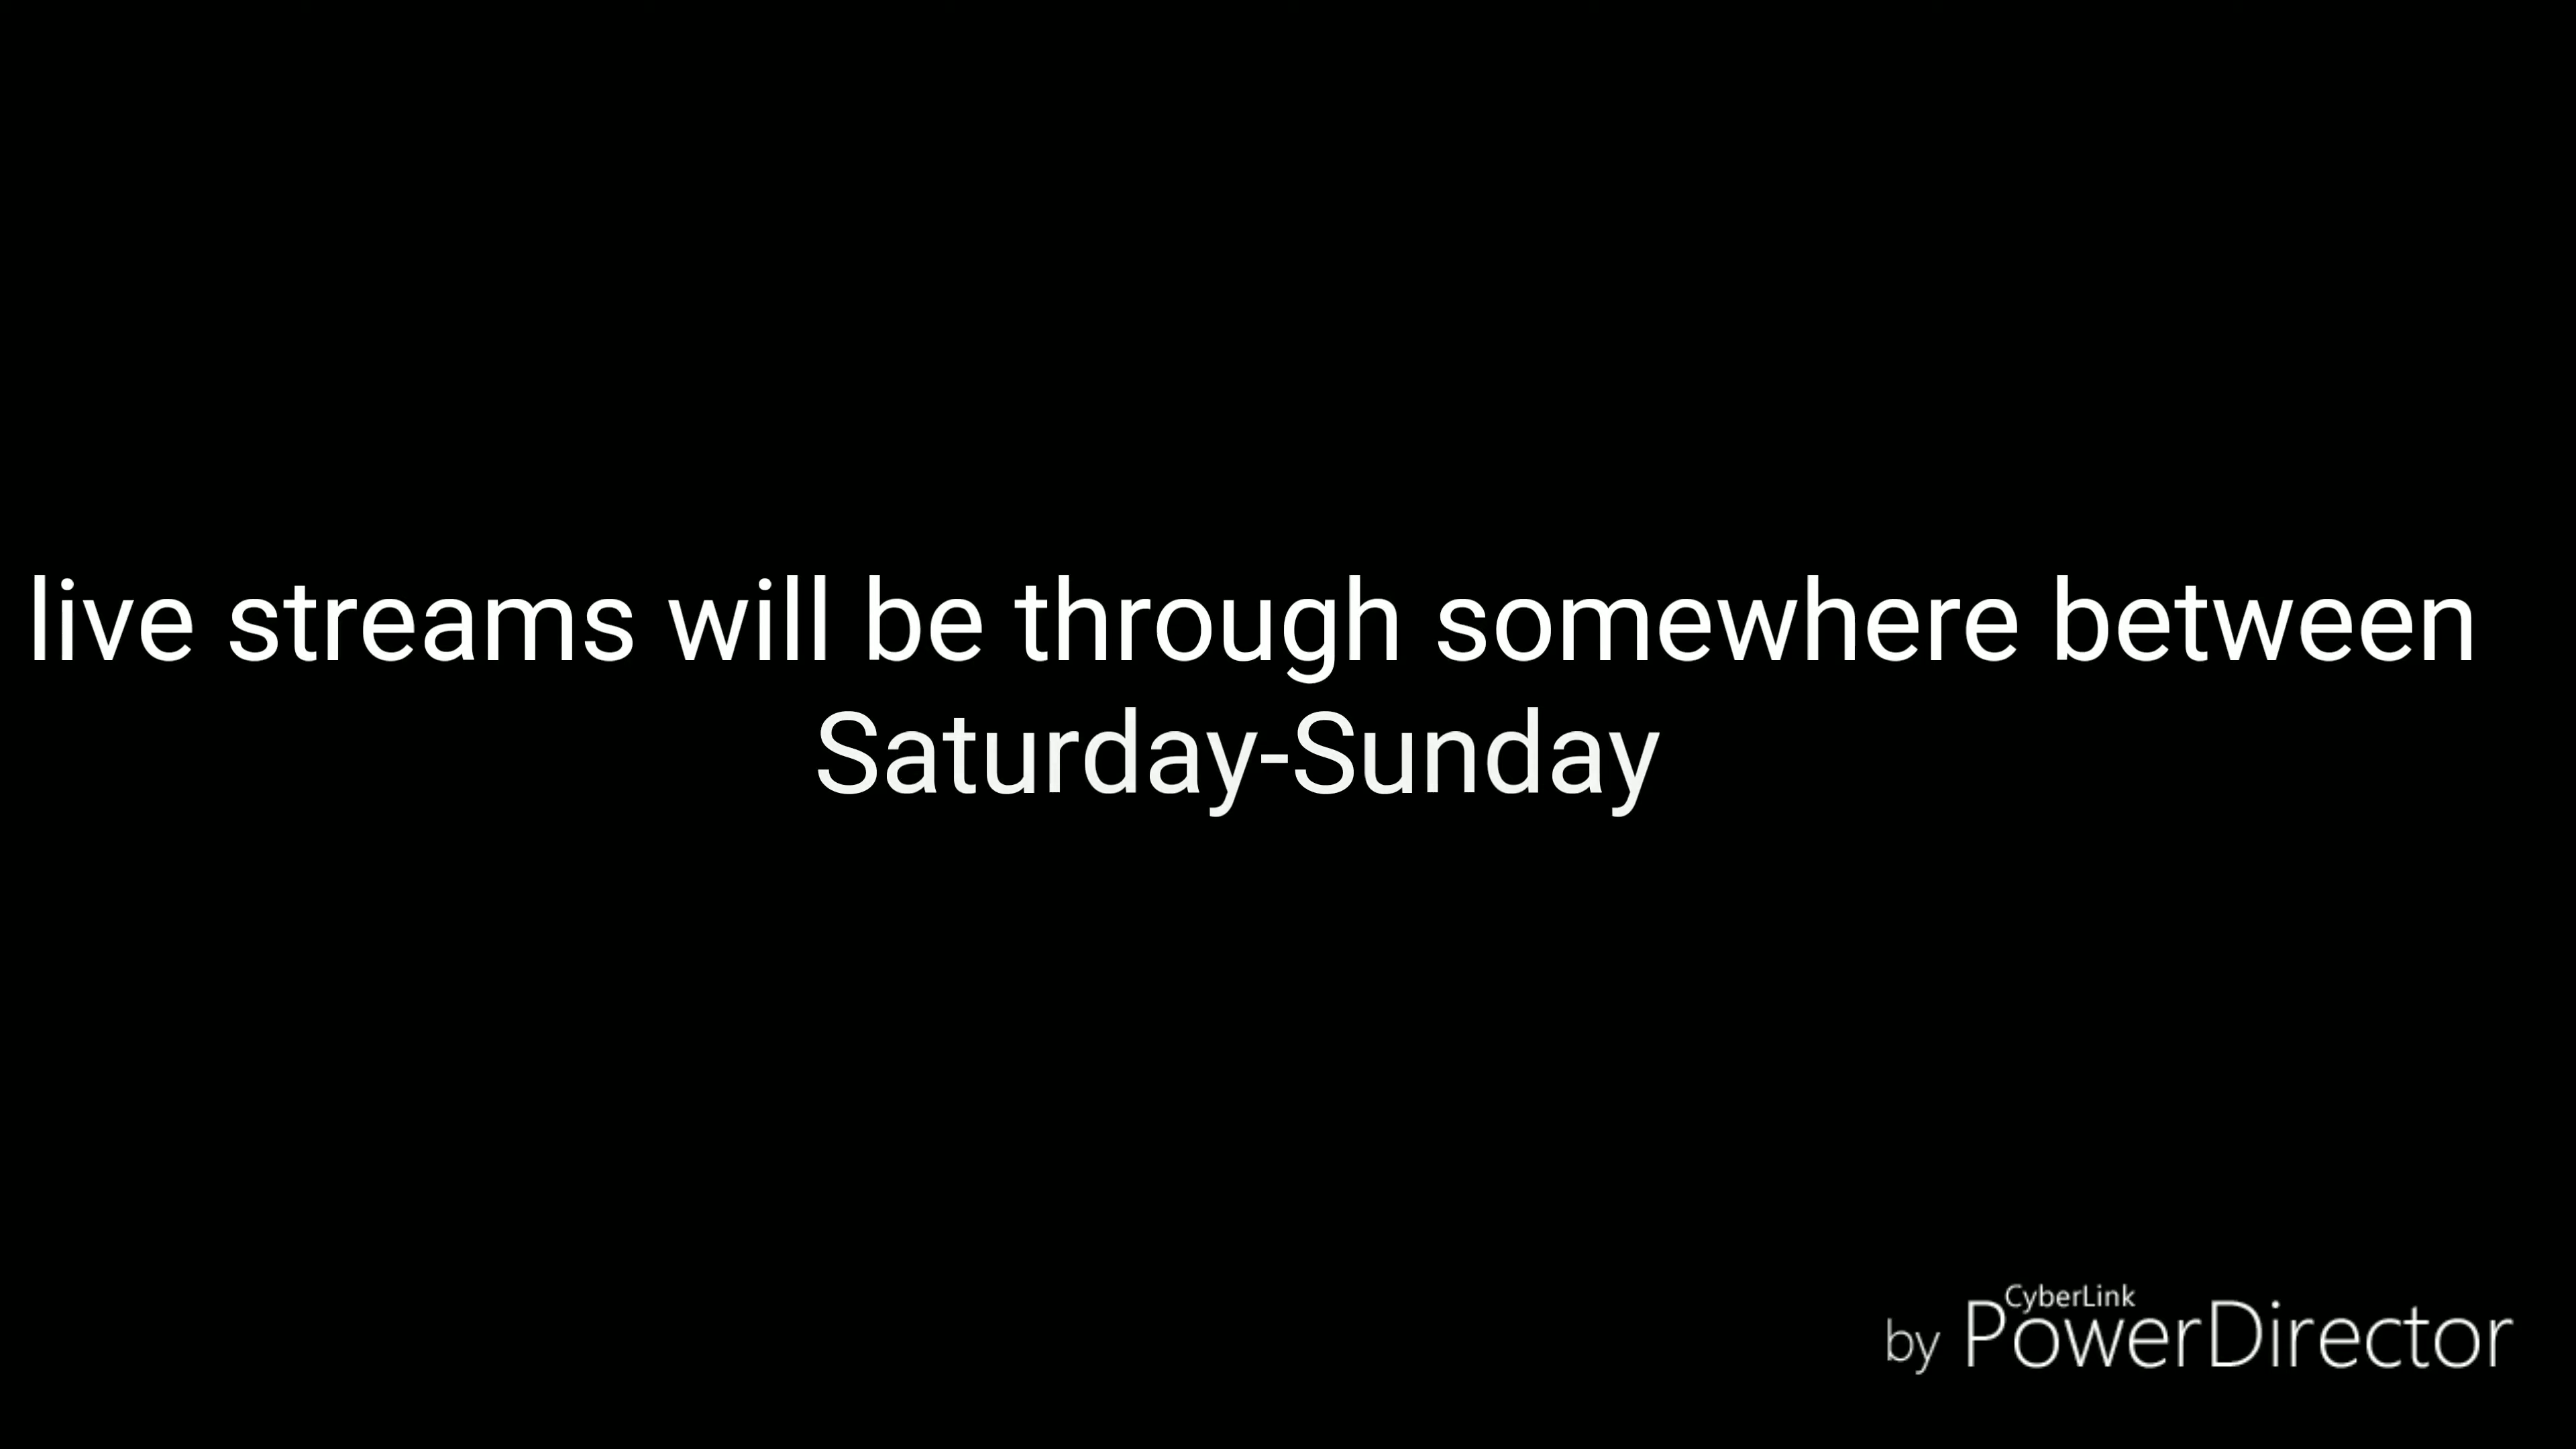 live streams will be through somewhere between
Saturday-Sunday
by CyberLink PowerDirector